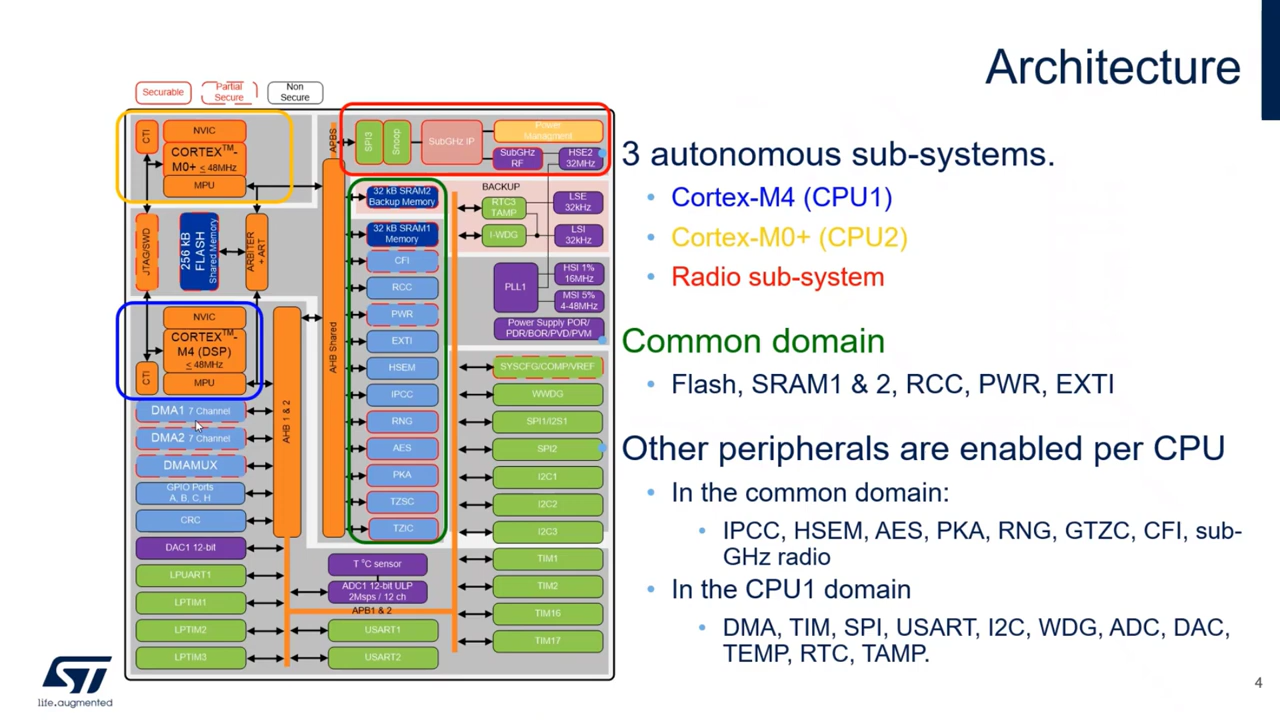 Architecture
Securable
Partial
Secure
Non
Secure
CTI
NVIC
CORTEX™-
M0+ < 48MHz
MPU
JTAG/SWD
256 kB
FLASH
Shared Memory
ARBITER
+ ART
NVIC
CORTEX™-
M4 (DSP)
< 48MHz
MPU
CTI
DMA1 7 Channel
DMA2 7 Channel
DMAMUX
GPIO Ports
A, B, C, H
CRC
DAC1 12-bit
LPUART1
LPTIM1
LPTIM2
LPTIM3
AHB 1 & 2
APBS
AHB Shared
SPI3
Snoop
SubGHz IP
Power
Managment
SubGHz
RF
HSE2
32MHz
32 kB SRAM2
Backup Memory
32 kB SRAM1
Memory
CFI
RCC
PWR
EXTI
HSEM
IPCC
RNG
AES
PKA
TZSC
TZIC
T °C sensor
ADC1 12-bit ULP
2Msps / 12 ch
APB1 & 2
USART1
USART2
BACKUP
RTC3
TAMP
I-WDG
LSE
32kHz
LSI
32kHz
PLL1
HSI 1%
16MHz
MSI 5%
4-48MHz
Power Supply POR/
PDR/BOR/PVD/PVM
SYSCFG/COMP/VREF
WWDG
SPI1/I2S1
SPI2
I2C1
I2C2
I2C3
TIM1
TIM2
TIM16
TIM17
3 autonomous sub-systems.
• Cortex-M4 (CPU1)
• Cortex-M0+ (CPU2)
• Radio sub-system
Common domain
• Flash, SRAM1 & 2, RCC, PWR, EXTI
Other peripherals are enabled per CPU
• In the common domain:
• IPCC, HSEM, AES, PKA, RNG, GTZC, CFI, sub-
GHz radio
• In the CPU1 domain
• DMA, TIM, SPI, USART, I2C, WDG, ADC, DAC,
TEMP, RTC, TAMP.
ST
life.augmented
4